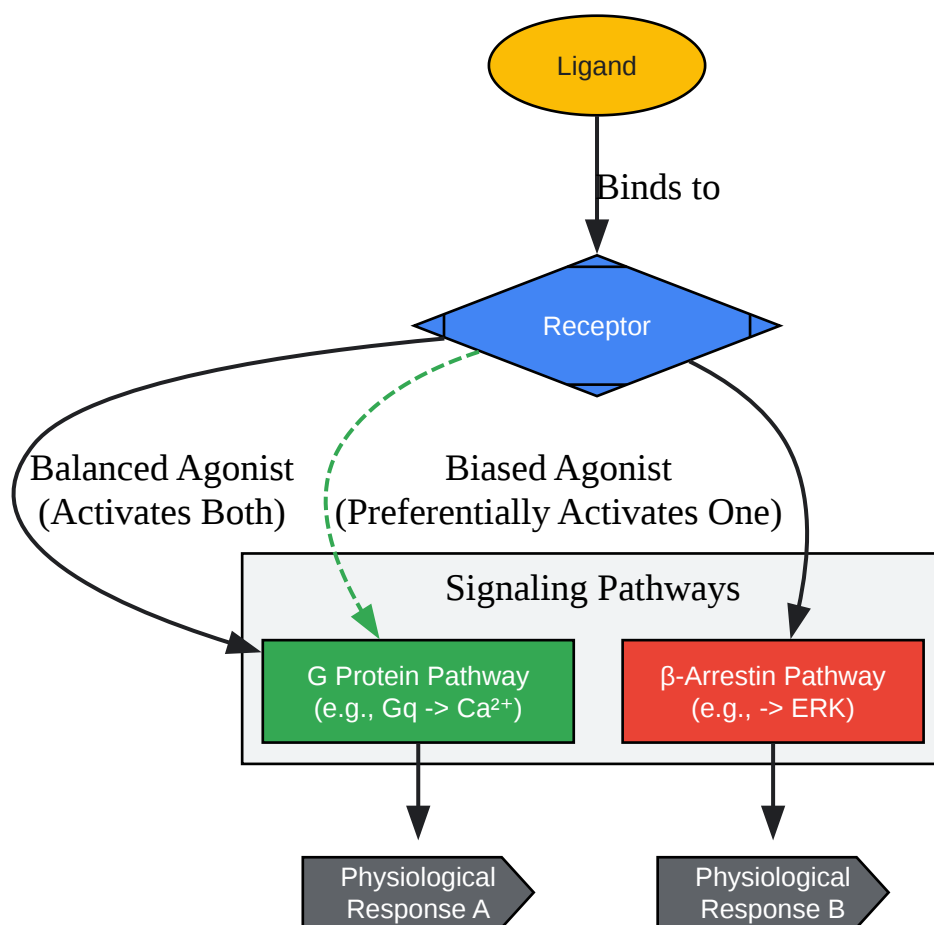 Ligand
Binds to
Receptor
Balanced Agonist
(Activates Both)
Biased Agonist
(Preferentially Activates One)
Signaling Pathways
G Protein Pathway
(e.g., Gq -> Ca²⁺)
β-Arrestin Pathway
(e.g., -> ERK)
Physiological
Response A
Physiological
Response B